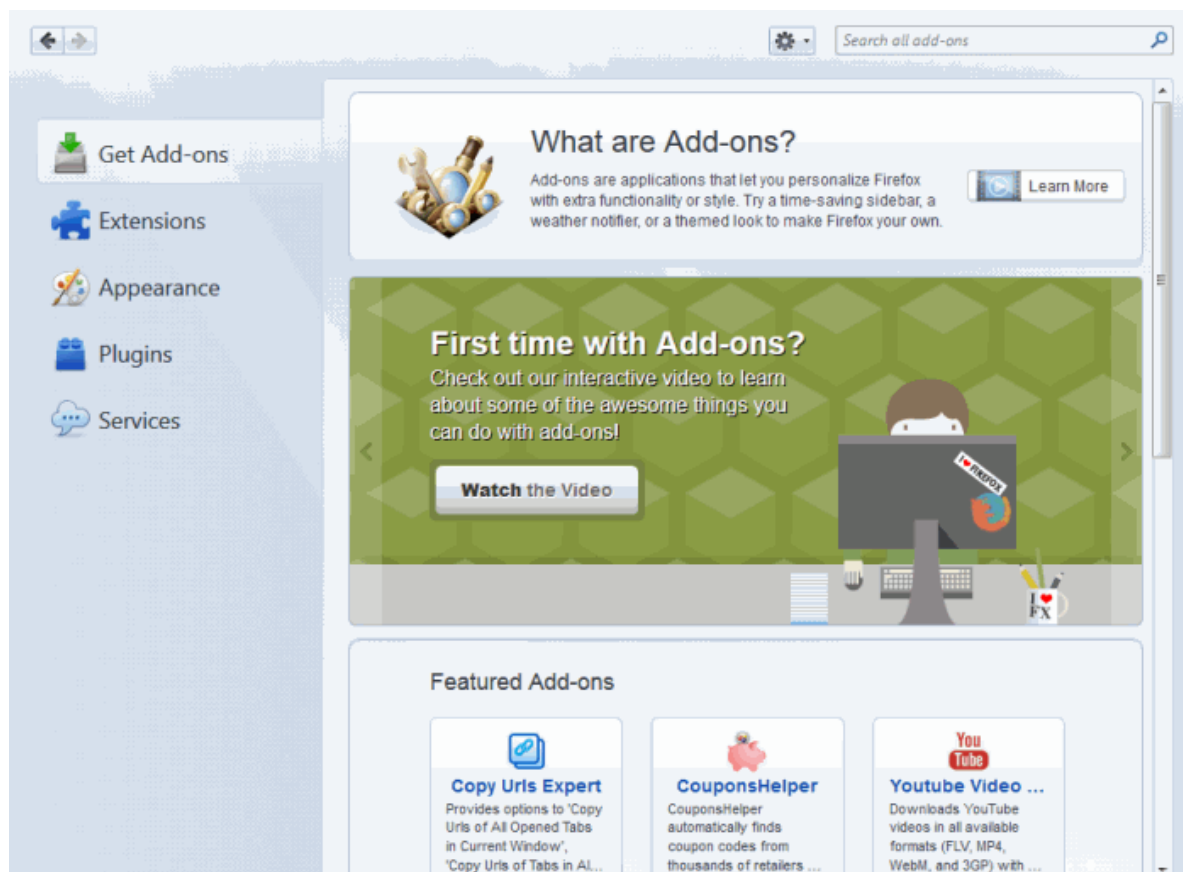 Search all add-ons
Get Add-ons
Extensions
Appearance
Plugins
Services
What are Add-ons?
Add-ons are applications that let you personalize Firefox
with extra functionality or style. Try a time-saving sidebar, a
weather notifier, or a themed look to make Firefox your own.
Learn More
First time with Add-ons?
Check out our interactive video to learn
about some of the awesome things you
can do with add-ons!
Watch the Video
I ♥ FIREFOX
I ♥
FX
Featured Add-ons
Copy Urls Expert
Provides options to 'Copy
Urls of All Opened Tabs
in Current Window',
'Copy Urls of Tabs in Al...
CouponsHelper
CouponsHelper
automatically finds
coupon codes from
thousands of retailers ...
You
Tube
Youtube Video ...
Downloads YouTube
videos in all available
formats (FLV, MP4,
WebM, and 3GP) with ...